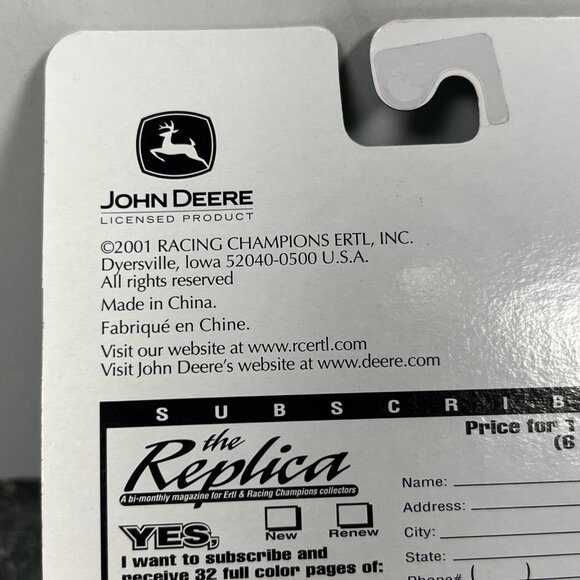 JOHN DEERE
LICENSED PRODUCT
©2001 RACING CHAMPIONS ERTL, INC.
Dyersville, Iowa 52040-0500 U.S.A.
All rights reserved
Made in China.
Fabriqué en Chine.
Visit our website at www.rcertl.com
Visit John Deere's website at www.deere.com
S U B S C R I B
Price for 1
(6
the
Replica
A bi-monthly magazine for Ertl & Racing Champions collectors
YES,
New
Renew
I want to subscribe and
receive 32 full color pages of:
Name:
Address:
City:
State:
Phone# ( )